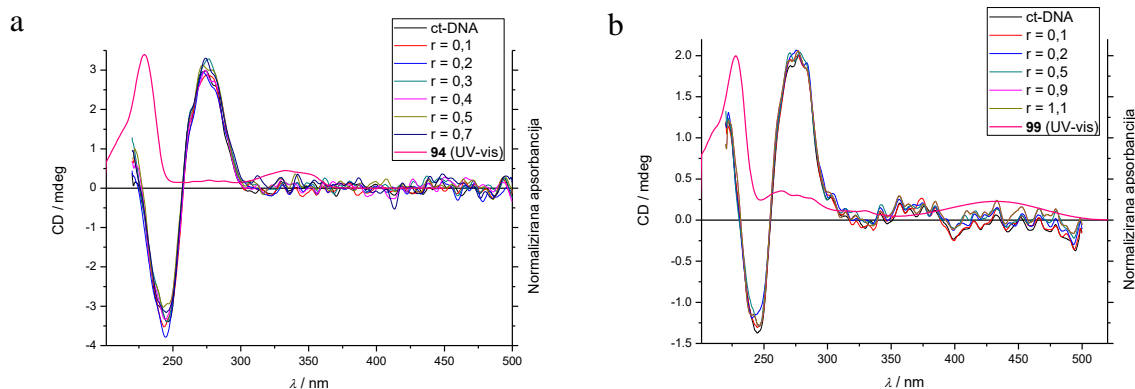 a
ct-DNA
r = 0,1
r = 0,2
r = 0,3
r = 0,4
r = 0,5
r = 0,7
94 (UV-vis)
CD / mdeg
3
2
1
0
-1
-2
-3
-4
250 300 350 400 450 500
λ / nm
Normalizirana apsorbancija
b
ct-DNA
r = 0,1
r = 0,2
r = 0,5
r = 0,9
r = 1,1
99 (UV-vis)
CD / mdeg
2.0
1.5
1.0
0.5
0.0
-0.5
-1.0
-1.5
250 300 350 400 450 500
λ / nm
Normalizirana apsorbancija